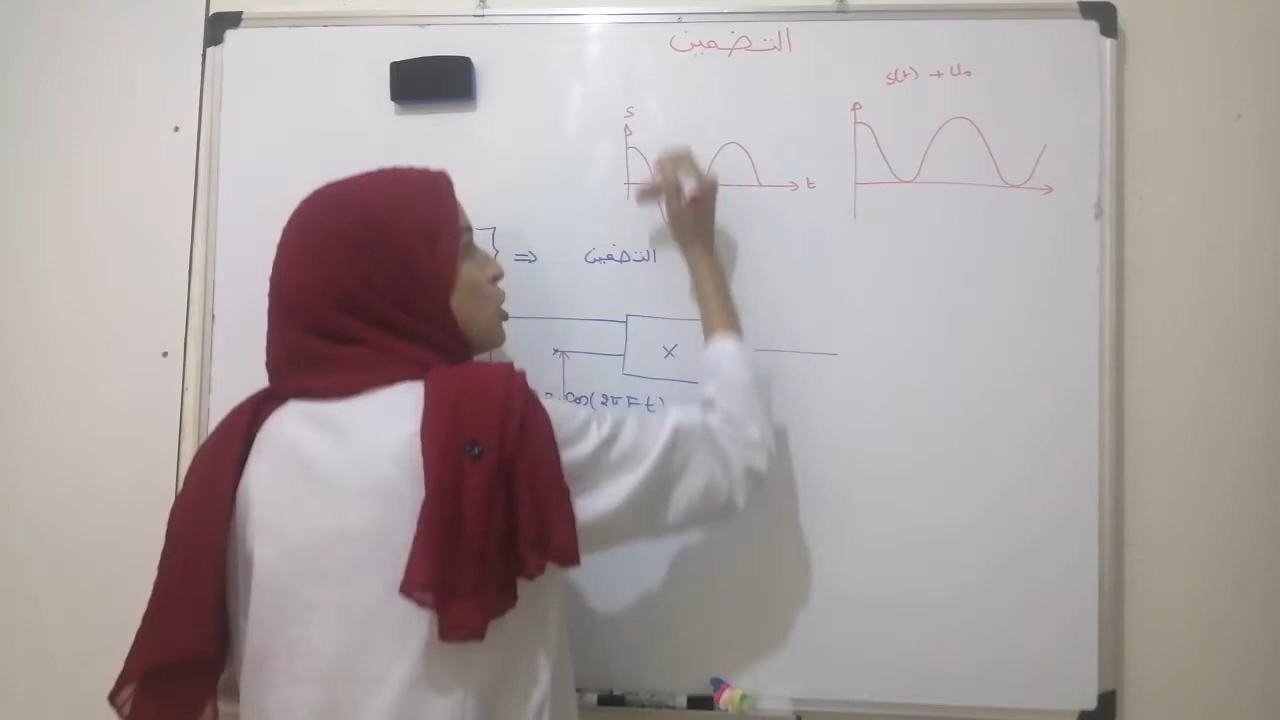 التضمين
s(t) + U₀
s
t
} ⇒ التضمين
×
cos(2πFt)